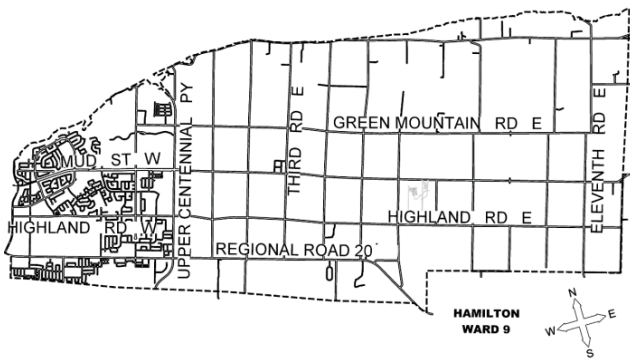 GREEN MOUNTAIN RD E
MUD ST W
HIGHLAND RD W
UPPER CENTENNIAL PY
THIRD RD E
HIGHLAND RD E
ELEVENTH RD E
REGIONAL ROAD 20
HAMILTON
WARD 9
N
W E
S